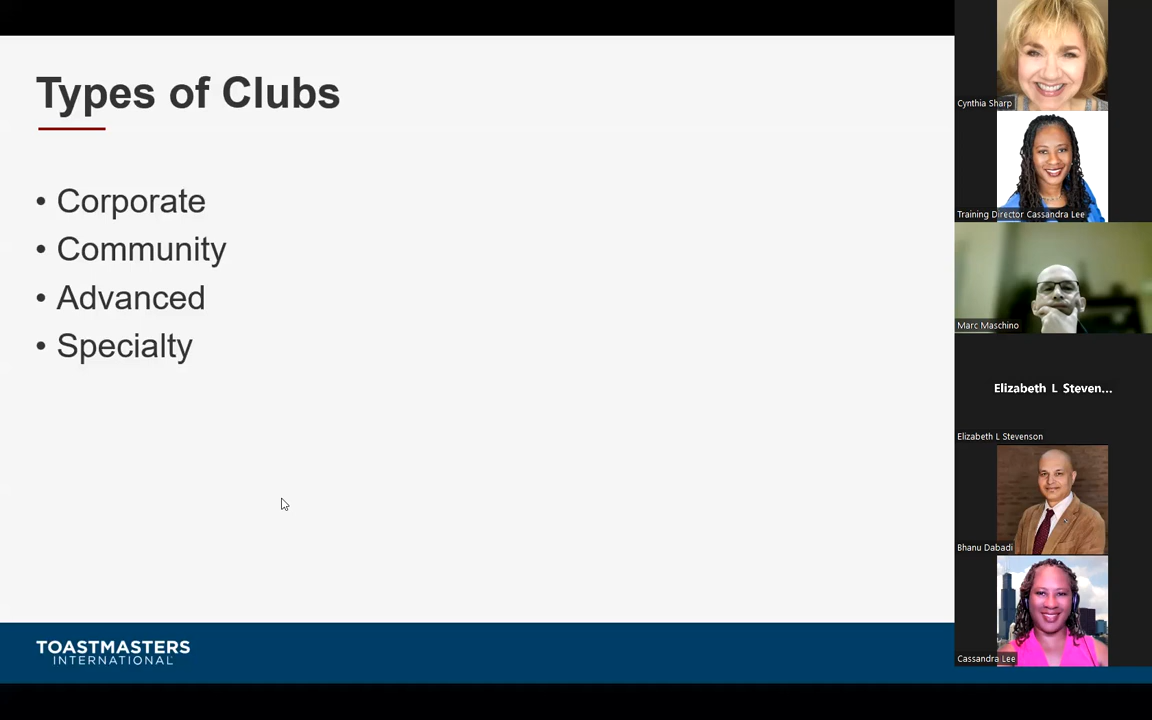 Types of Clubs
• Corporate
• Community
• Advanced
• Specialty
TOASTMASTERS
INTERNATIONAL
Cynthia Sharp
Training Director Cassandra Lee
Marc Maschino
Elizabeth L Steven...
Elizabeth L Stevenson
Bhanu Dabadi
Cassandra Lee